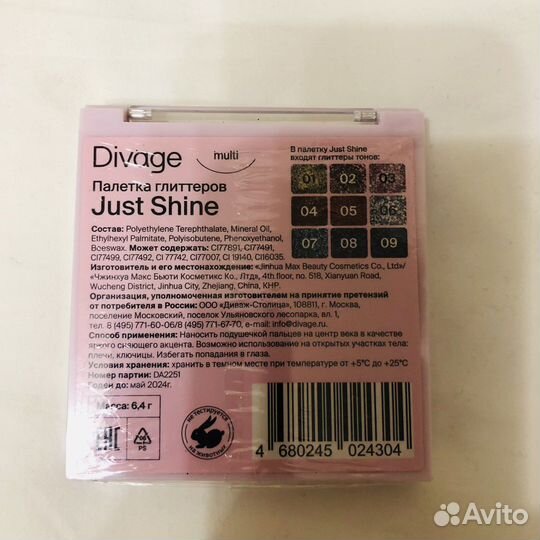 Divage
multi
Палетка глиттеров
Just Shine
В палетку Just Shine
входят глиттеры тонов:
01 02 03
04 05 06
07 08 09
Состав: Polyethylene Terephthalate, Mineral Oil,
Ethylhexyl Palmitate, Polyisobutene, Phenoxyethanol,
Beeswax. Может содержать: CI77891, CI77491,
CI77499, CI77492, CI 77742, CI77007, CI 19140, CI16035.
Изготовитель и его местонахождение: «Jinhua Max Beauty Cosmetics Co., Ltd»/
«Чжинхуа Макс Бьюти Косметикс Ко., Лтд», 4th floor, no. 518, Xianyuan Road,
Wucheng District, Jinhua City, Zhejiang, China, КНР.
Организация, уполномоченная изготовителем на принятие претензий
от потребителя в России: ООО «Диваж-Столица», 108811, г. Москва,
поселение Московский, поселок Ульяновского лесопарка, вл. 1,
тел. 8 (495) 771-60-06/8 (495) 771-67-70, e-mail: info@divage.ru.
Способ применения: Наносить подушечкой пальцев на центр века в качестве
яркого сияющего акцента. Возможно использование на открытых участках тела:
плечи, ключицы. Избегать попадания в глаза.
Условия хранения: хранить в темном месте при температуре от +5°C до +25°C
Номер партии: DA2251
Годен до: май 2024г.
Масса: 6,4 г
EAC
06
PS
не тестируется
на животных
4 680245 024304
Avito